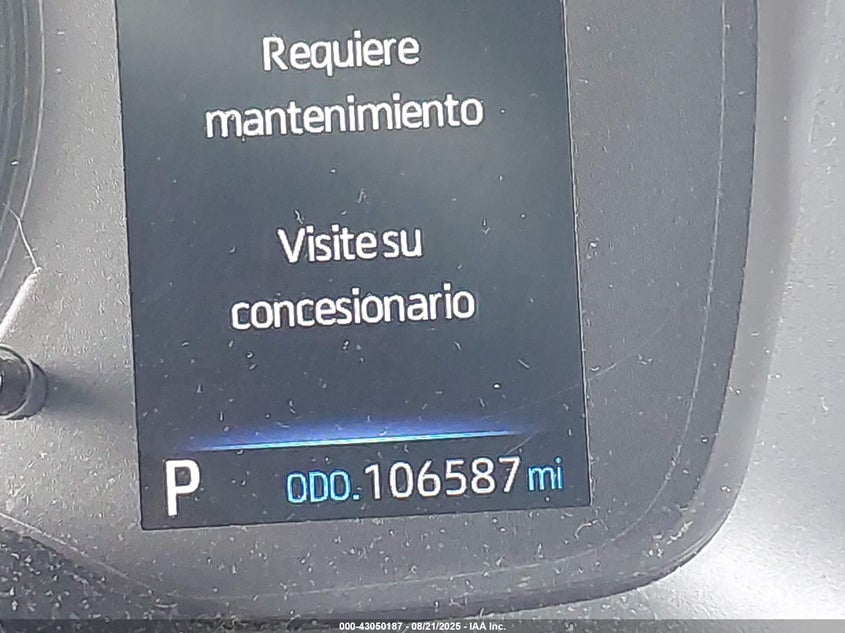 Requiere
mantenimiento
Visite su
concesionario
P ODO.106587 mi
000-43050187 - 08/21/2025 - IAA Inc.